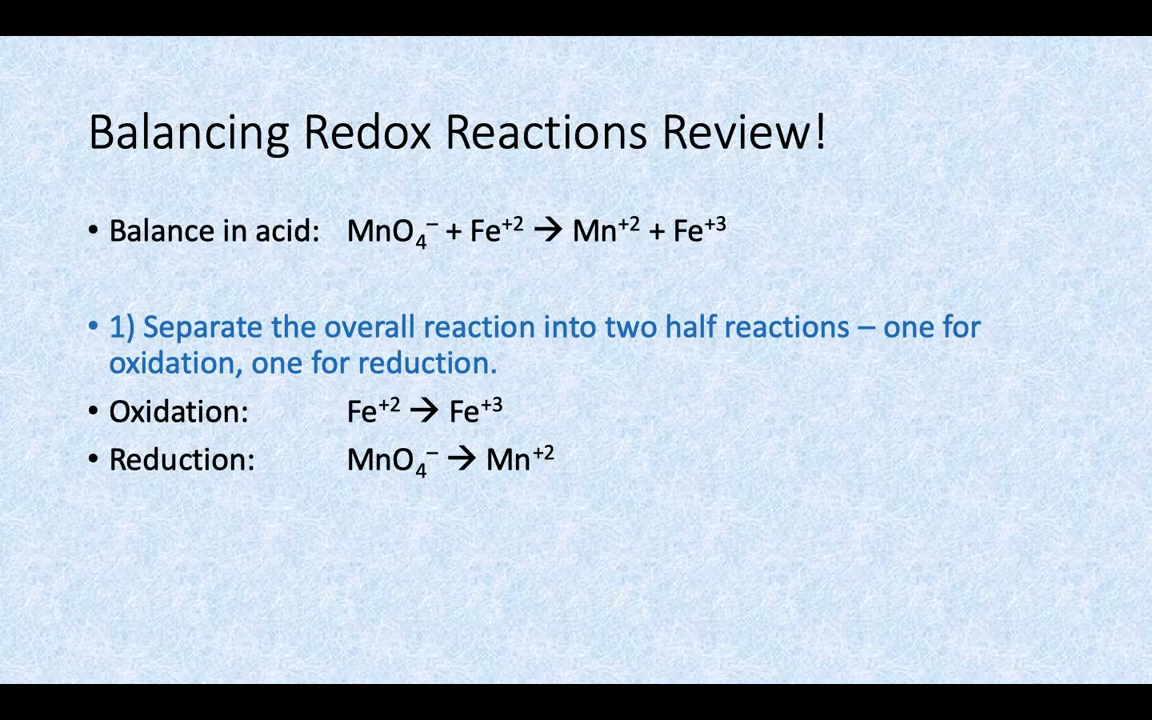 Balancing Redox Reactions Review!
• Balance in acid: MnO₄⁻ + Fe⁺² → Mn⁺² + Fe⁺³
• 1) Separate the overall reaction into two half reactions – one for
oxidation, one for reduction.
• Oxidation: Fe⁺² → Fe⁺³
• Reduction: MnO₄⁻ → Mn⁺²